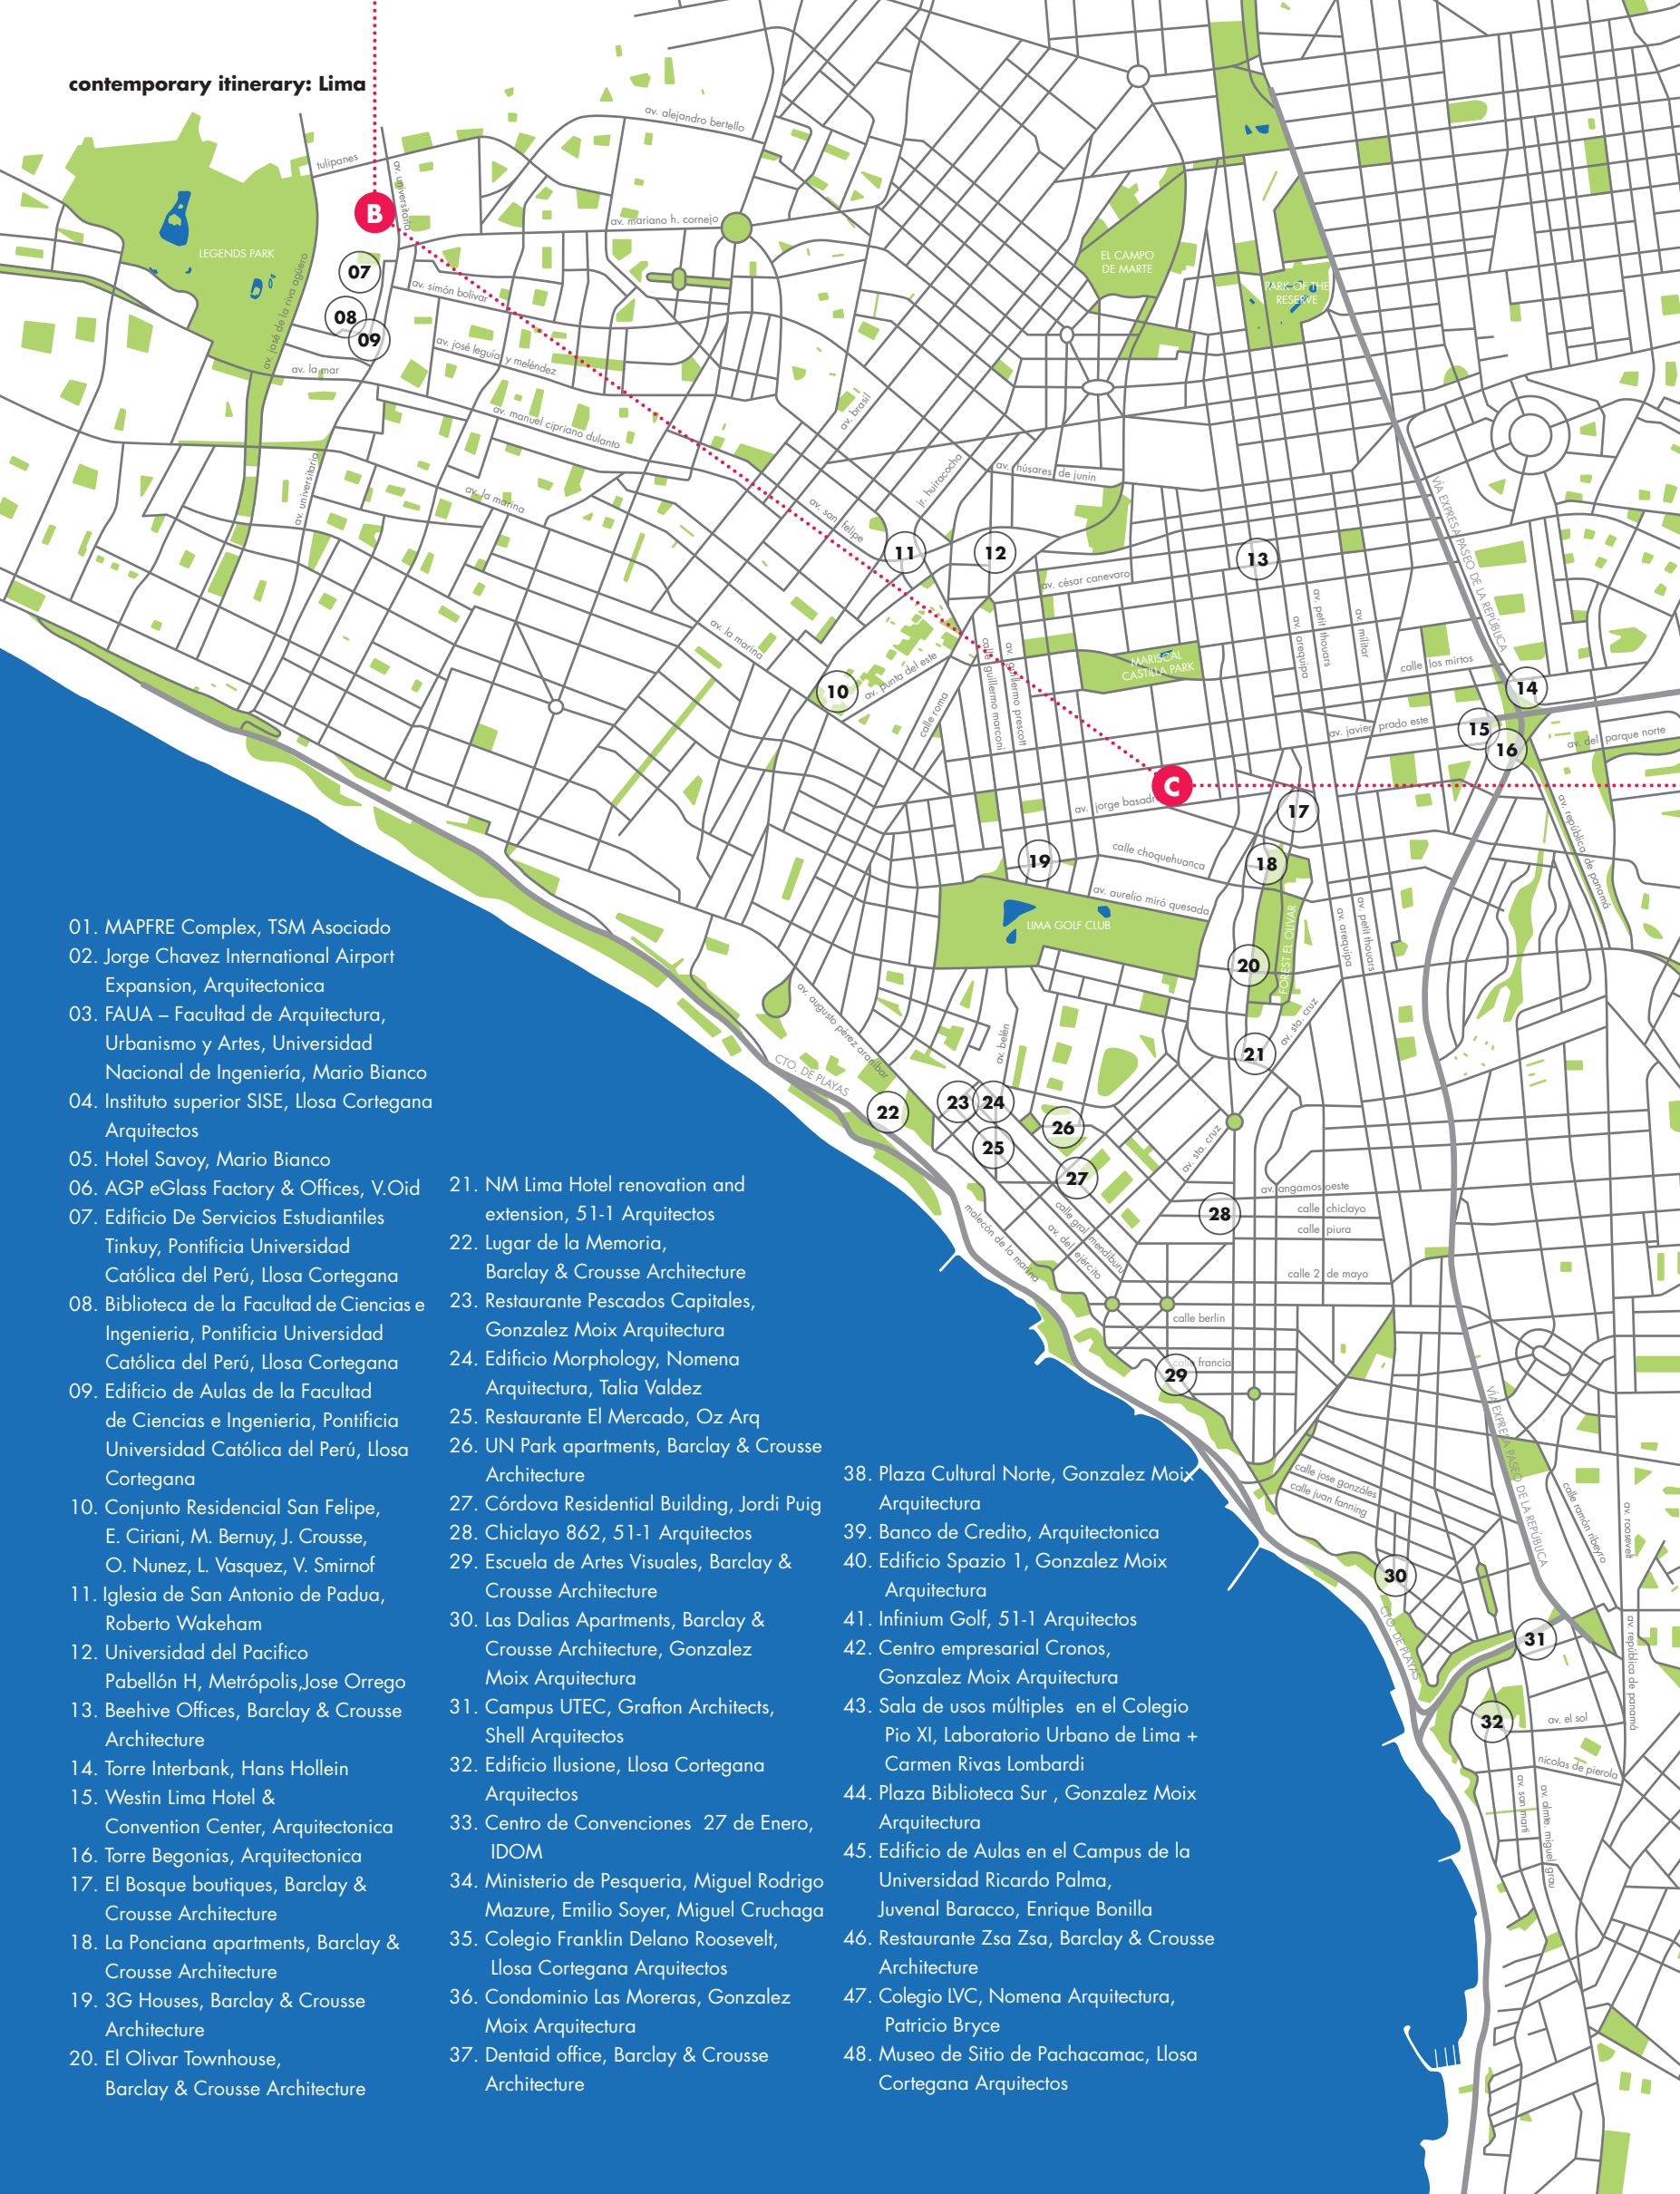 contemporary itinerary: Lima
av. alejandro bertello
tulipanes
av. universitaria
B
av. mariano h. cornejo
LEGENDS PARK
EL CAMPO
DE MARTE
PARK OF THE
RESERVE
07
av. simón bolivar
08
09
av. josé de la riva agüero
av. josé leguía y meléndez
av. la mar
av. manuel cipriano dulanto
av. brasil
av. universitaria
av. la marina
jr. huiracocha
av. húsares de junin
av. san felipe
VÍA EXPRESA PASEO DE LA REPÚBLICA
11
12
13
av. césar canevaro
av. la marina
av. petit thouars
av. arequipa
av. militar
calle guillermo marconi
av. guillermo prescott
MARISCAL
CASTILLA PARK
calle los mirtos
10
av. punta del este
calle roma
14
15
16
av. javier prado este
av. del parque norte
C
av. jorge basadre
17
av. república de panamá
19
calle choquehuanca
18
av. aurelio miró quesada
LIMA GOLF CLUB
FOREST EL OLIVAR
av. arequipa
av. petit thouars
20
av. augusto pérez araníbar
av. belén
av. sta. cruz
21
CTO. DE PLAYAS
22
23
24
25
26
27
av. sta. cruz
28
av. angamos oeste
calle chiclayo
calle piura
malecón de la marina
calle gral mendiburu
av. del ejército
calle 2 de mayo
calle berlin
calle francia
29
VÍA EXPRESA PASEO DE LA REPÚBLICA
calle jose gonzáles
calle juan fanning
calle ramón ribeyro
av. roosevelt
30
CTO. DE PLAYAS
31
av. república de panamá
32
av. el sol
nicolas de pierola
av. san martí
av. almte. miguel grau
01. MAPFRE Complex, TSM Asociado
02. Jorge Chavez International Airport
Expansion, Arquitectonica
03. FAUA – Facultad de Arquitectura,
Urbanismo y Artes, Universidad
Nacional de Ingeniería, Mario Bianco
04. Instituto superior SISE, Llosa Cortegana
Arquitectos
05. Hotel Savoy, Mario Bianco
06. AGP eGlass Factory & Offices, V.Oid
07. Edificio De Servicios Estudiantiles
Tinkuy, Pontificia Universidad
Católica del Perú, Llosa Cortegana
08. Biblioteca de la Facultad de Ciencias e
Ingenieria, Pontificia Universidad
Católica del Perú, Llosa Cortegana
09. Edificio de Aulas de la Facultad
de Ciencias e Ingenieria, Pontificia
Universidad Católica del Perú, Llosa
Cortegana
10. Conjunto Residencial San Felipe,
E. Ciriani, M. Bernuy, J. Crousse,
O. Nunez, L. Vasquez, V. Smirnof
11. Iglesia de San Antonio de Padua,
Roberto Wakeham
12. Universidad del Pacifico
Pabellón H, Metrópolis,Jose Orrego
13. Beehive Offices, Barclay & Crousse
Architecture
14. Torre Interbank, Hans Hollein
15. Westin Lima Hotel &
Convention Center, Arquitectonica
16. Torre Begonias, Arquitectonica
17. El Bosque boutiques, Barclay &
Crousse Architecture
18. La Ponciana apartments, Barclay &
Crousse Architecture
19. 3G Houses, Barclay & Crousse
Architecture
20. El Olivar Townhouse,
Barclay & Crousse Architecture
21. NM Lima Hotel renovation and
extension, 51-1 Arquitectos
22. Lugar de la Memoria,
Barclay & Crousse Architecture
23. Restaurante Pescados Capitales,
Gonzalez Moix Arquitectura
24. Edificio Morphology, Nomena
Arquitectura, Talia Valdez
25. Restaurante El Mercado, Oz Arq
26. UN Park apartments, Barclay & Crousse
Architecture
27. Córdova Residential Building, Jordi Puig
28. Chiclayo 862, 51-1 Arquitectos
29. Escuela de Artes Visuales, Barclay &
Crousse Architecture
30. Las Dalias Apartments, Barclay &
Crousse Architecture, Gonzalez
Moix Arquitectura
31. Campus UTEC, Grafton Architects,
Shell Arquitectos
32. Edificio Ilusione, Llosa Cortegana
Arquitectos
33. Centro de Convenciones 27 de Enero,
IDOM
34. Ministerio de Pesqueria, Miguel Rodrigo
Mazure, Emilio Soyer, Miguel Cruchaga
35. Colegio Franklin Delano Roosevelt,
Llosa Cortegana Arquitectos
36. Condominio Las Moreras, Gonzalez
Moix Arquitectura
37. Dentaid office, Barclay & Crousse
Architecture
38. Plaza Cultural Norte, Gonzalez Moix
Arquitectura
39. Banco de Credito, Arquitectonica
40. Edificio Spazio 1, Gonzalez Moix
Arquitectura
41. Infinium Golf, 51-1 Arquitectos
42. Centro empresarial Cronos,
Gonzalez Moix Arquitectura
43. Sala de usos múltiples en el Colegio
Pio XI, Laboratorio Urbano de Lima +
Carmen Rivas Lombardi
44. Plaza Biblioteca Sur , Gonzalez Moix
Arquitectura
45. Edificio de Aulas en el Campus de la
Universidad Ricardo Palma,
Juvenal Baracco, Enrique Bonilla
46. Restaurante Zsa Zsa, Barclay & Crousse
Architecture
47. Colegio LVC, Nomena Arquitectura,
Patricio Bryce
48. Museo de Sitio de Pachacamac, Llosa
Cortegana Arquitectos